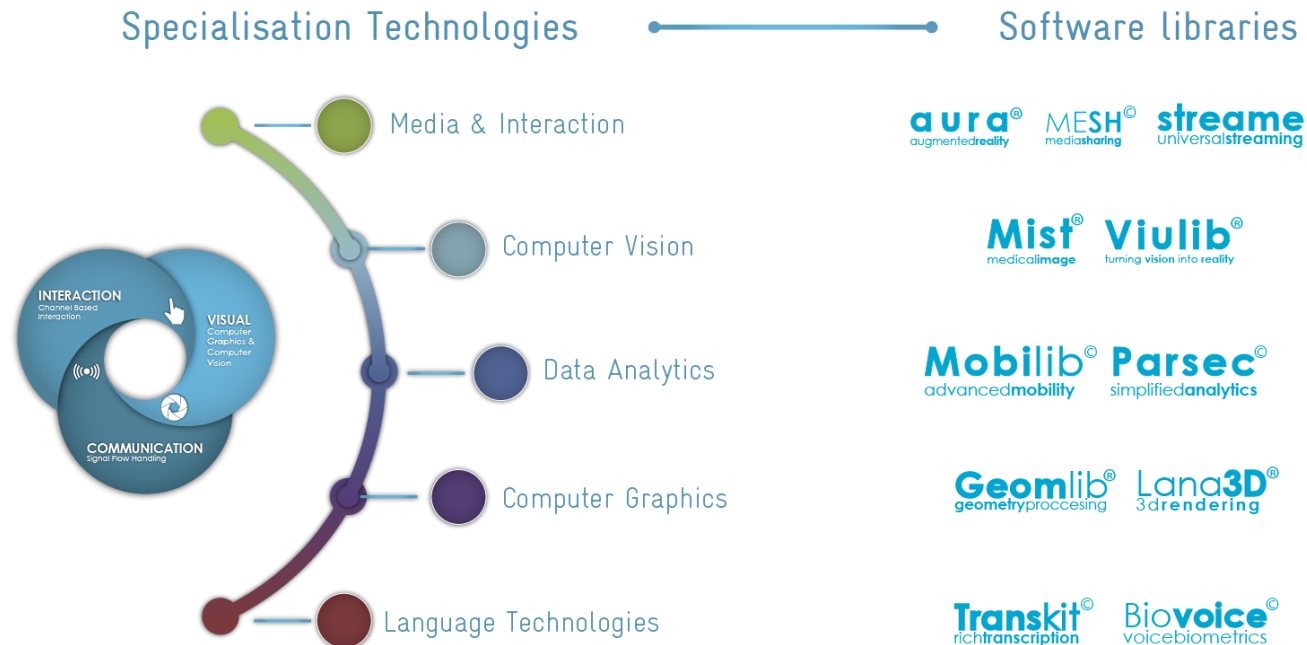 Specialisation Technologies
Software libraries
Media & Interaction
aura®
augmentedreality
MESH©
mediasharing
streame
universalstreaming
Computer Vision
Mist®
medicalimage
Viulib®
turning vision into reality
INTERACTION
Channel Based
Interaction
VISUAL
Computer
Graphics &
Computer
Vision
COMMUNICATION
Signal Flow Handling
Data Analytics
Mobilib©
advancedmobility
Parsec©
simplifiedanalytics
Computer Graphics
Geomlib®
geometryproccesing
Lana3D®
3drendering
Language Technologies
Transkit©
richtranscription
Biovoice©
voicebiometrics